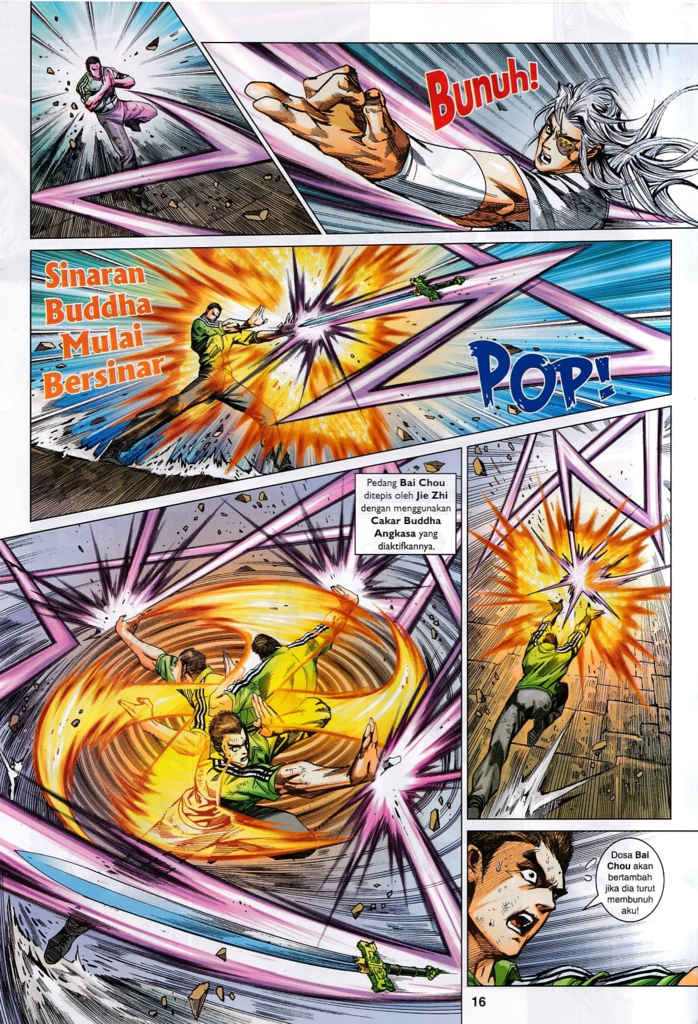 Bunuh!
Sinaran
Buddha
Mulai
Bersinar
POP!
Pedang Bai Chou
ditepis oleh Jie Zhi
dengan menggunakan
Cakar Buddha
Angkasa yang
diaktifkannya.
Dosa Bai
Chou akan
bertambah
jika dia turut
membunuh
aku!
16